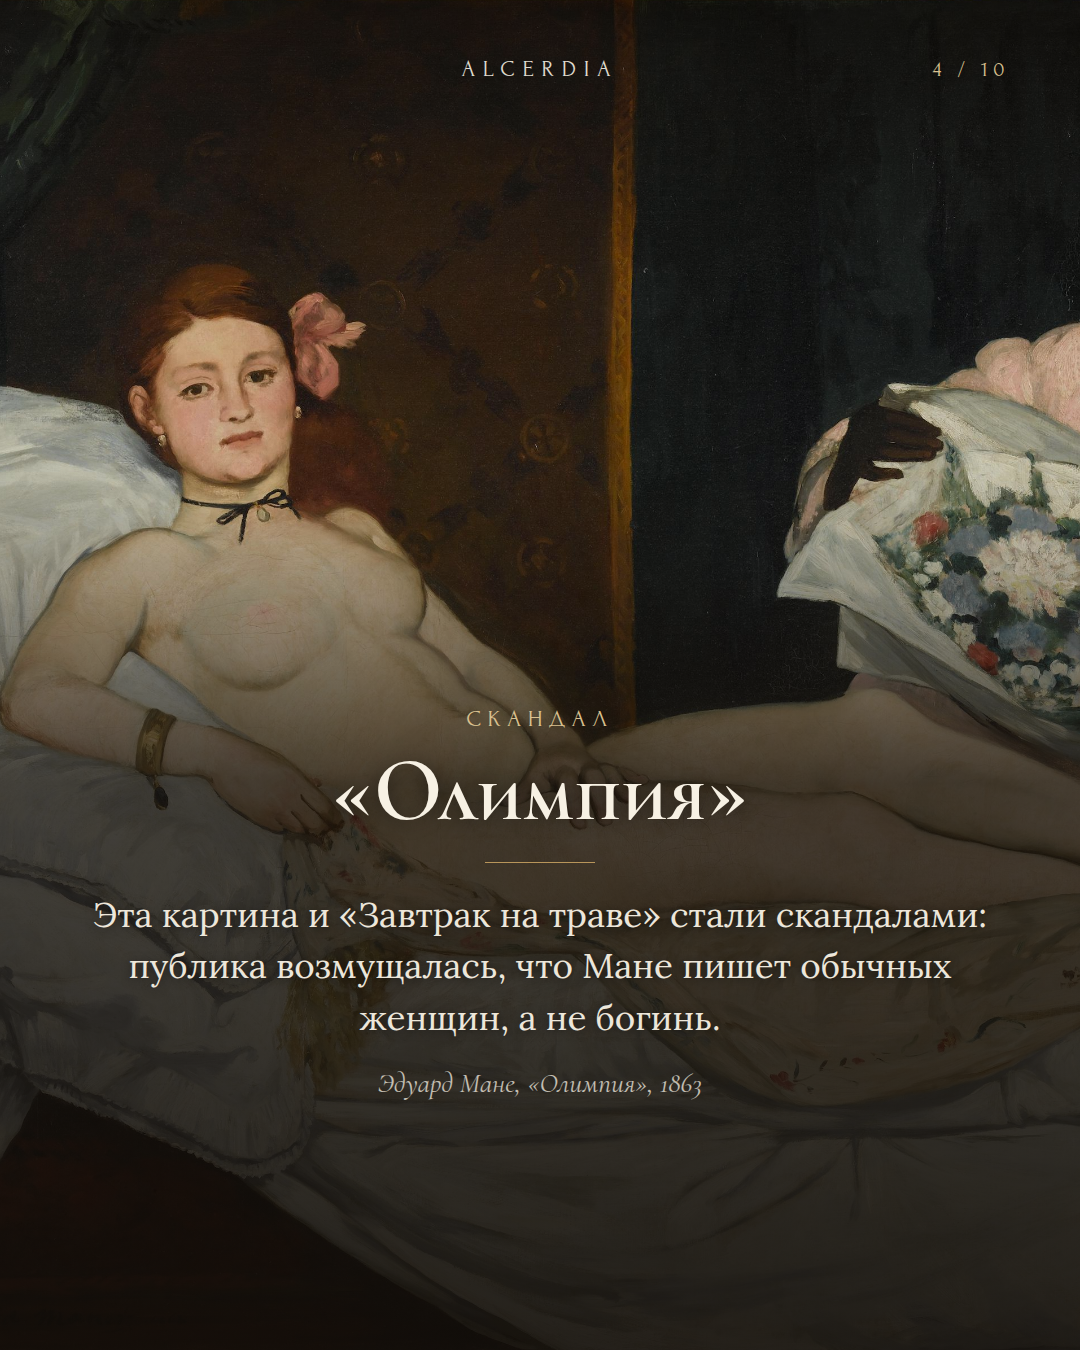 ALCERDIA
4 / 10
СКАНДАЛ
«Олимпия»
Эта картина и «Завтрак на траве» стали скандалами:
публика возмущалась, что Мане пишет обычных
женщин, а не богинь.
Эдуард Мане, «Олимпия», 1863